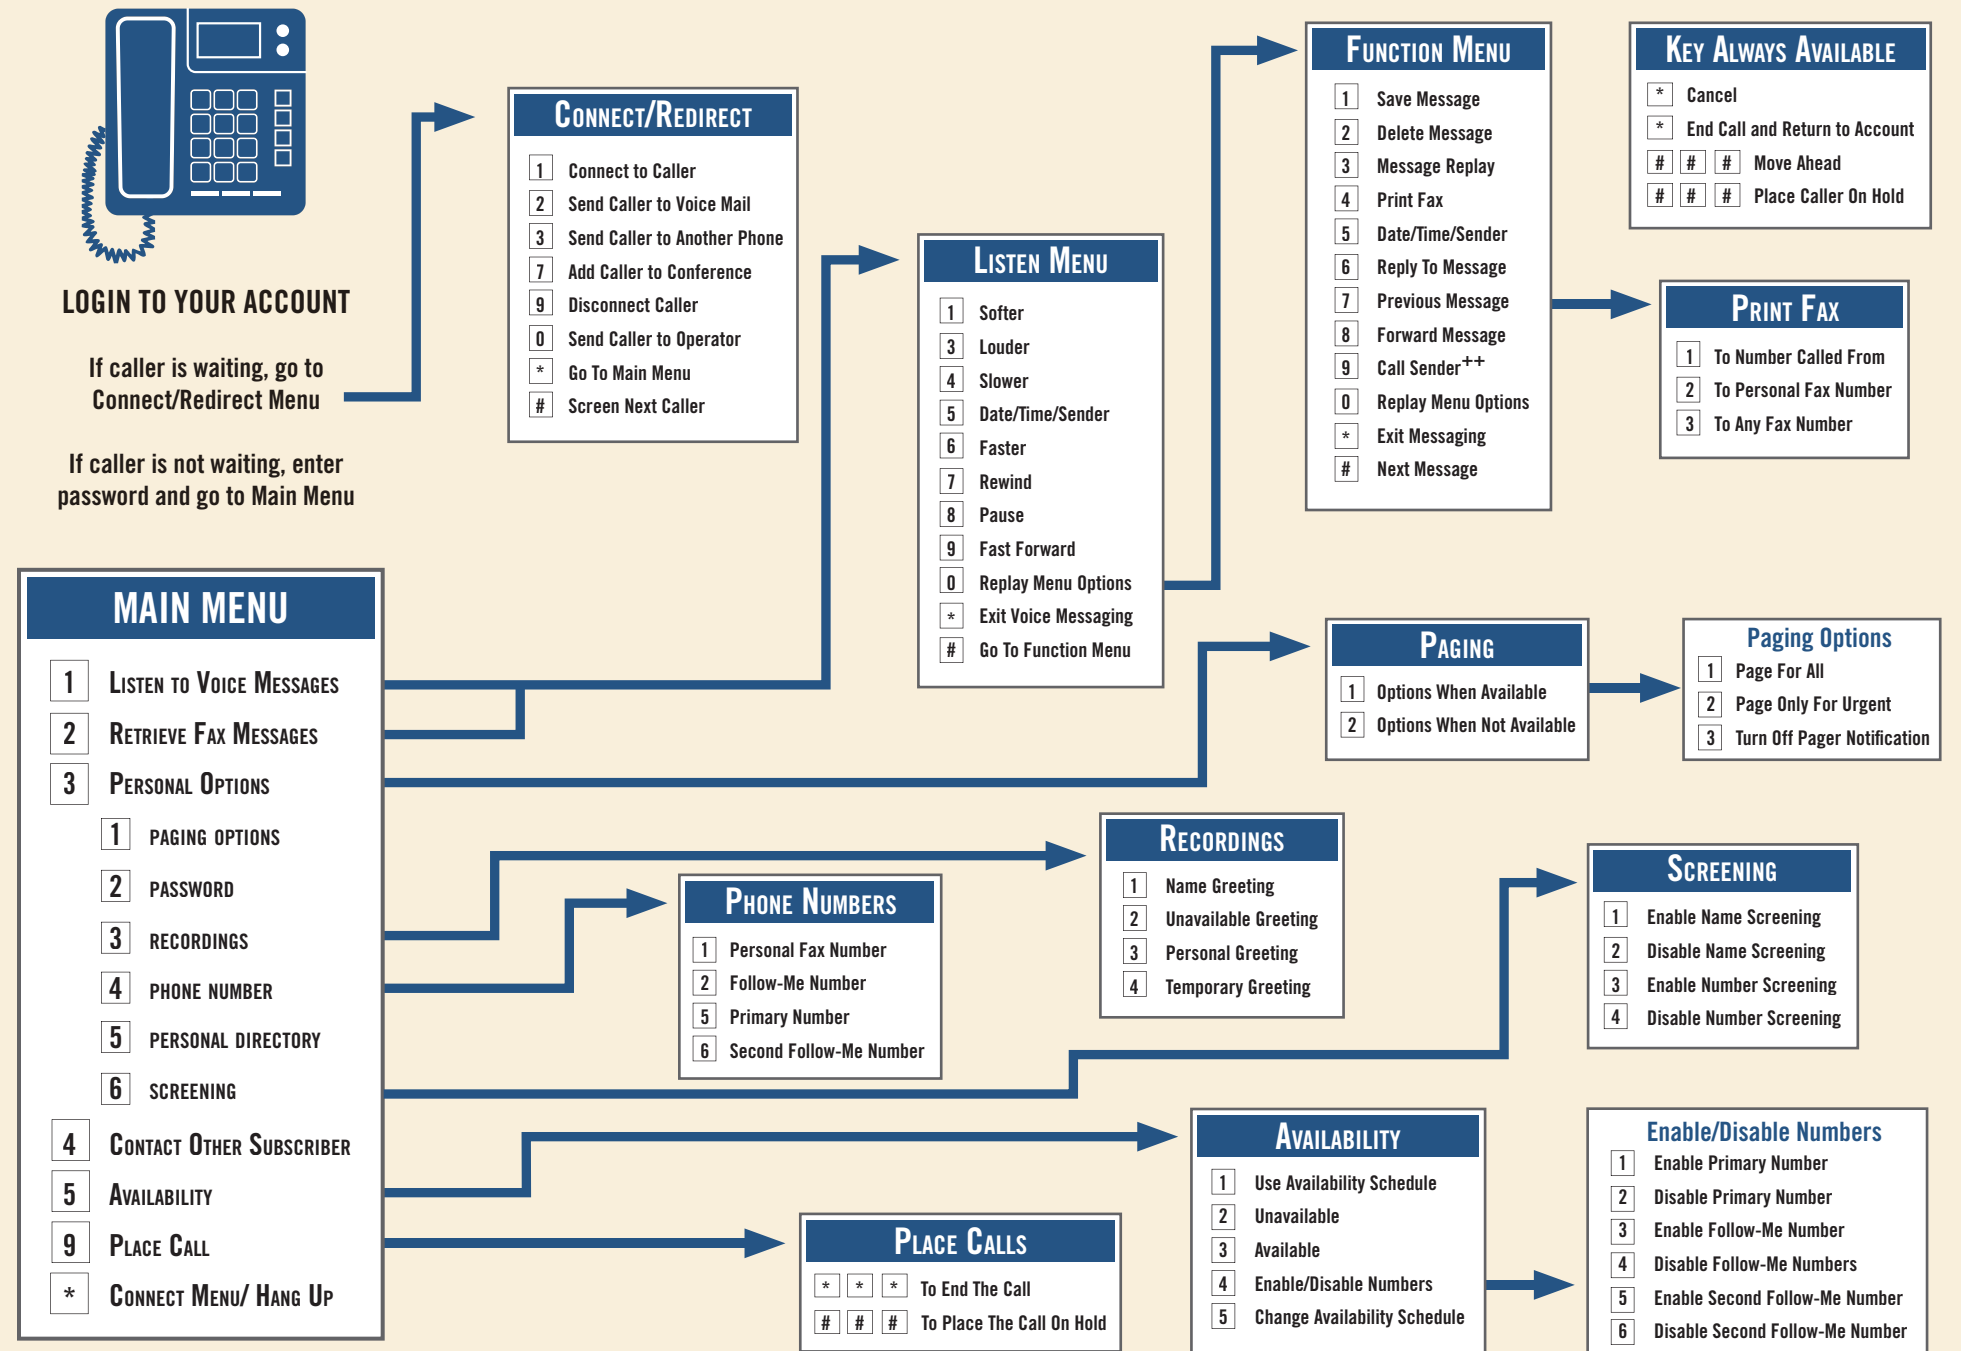 LOGIN TO YOUR ACCOUNT
If caller is waiting, go to
Connect/Redirect Menu
If caller is not waiting, enter
password and go to Main Menu
CONNECT/REDIRECT
1 Connect to Caller
2 Send Caller to Voice Mail
3 Send Caller to Another Phone
7 Add Caller to Conference
9 Disconnect Caller
0 Send Caller to Operator
* Go To Main Menu
# Screen Next Caller
LISTEN MENU
1 Softer
3 Louder
4 Slower
5 Date/Time/Sender
6 Faster
7 Rewind
8 Pause
9 Fast Forward
0 Replay Menu Options
* Exit Voice Messaging
# Go To Function Menu
FUNCTION MENU
1 Save Message
2 Delete Message
3 Message Replay
4 Print Fax
5 Date/Time/Sender
6 Reply To Message
7 Previous Message
8 Forward Message
9 Call Sender++
0 Replay Menu Options
* Exit Messaging
# Next Message
KEY ALWAYS AVAILABLE
* Cancel
* End Call and Return to Account
# # # Move Ahead
# # # Place Caller On Hold
PRINT FAX
1 To Number Called From
2 To Personal Fax Number
3 To Any Fax Number
MAIN MENU
1 LISTEN TO VOICE MESSAGES
2 RETRIEVE FAX MESSAGES
3 PERSONAL OPTIONS
1 PAGING OPTIONS
2 PASSWORD
3 RECORDINGS
4 PHONE NUMBER
5 PERSONAL DIRECTORY
6 SCREENING
4 CONTACT OTHER SUBSCRIBER
5 AVAILABILITY
9 PLACE CALL
* CONNECT MENU/ HANG UP
PAGING
1 Options When Available
2 Options When Not Available
Paging Options
1 Page For All
2 Page Only For Urgent
3 Turn Off Pager Notification
RECORDINGS
1 Name Greeting
2 Unavailable Greeting
3 Personal Greeting
4 Temporary Greeting
PHONE NUMBERS
1 Personal Fax Number
2 Follow-Me Number
5 Primary Number
6 Second Follow-Me Number
SCREENING
1 Enable Name Screening
2 Disable Name Screening
3 Enable Number Screening
4 Disable Number Screening
AVAILABILITY
1 Use Availability Schedule
2 Unavailable
3 Available
4 Enable/Disable Numbers
5 Change Availability Schedule
Enable/Disable Numbers
1 Enable Primary Number
2 Disable Primary Number
3 Enable Follow-Me Number
4 Disable Follow-Me Numbers
5 Enable Second Follow-Me Number
6 Disable Second Follow-Me Number
PLACE CALLS
* * * To End The Call
# # # To Place The Call On Hold